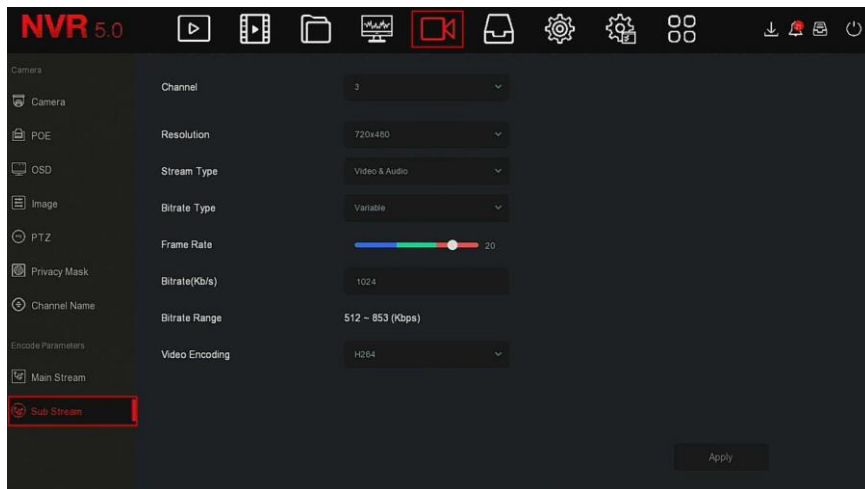 NVR 5.0
Camera
Camera
POE
OSD
Image
PTZ
Privacy Mask
Channel Name
Encode Parameters
Main Stream
Sub Stream
Channel 3
Resolution 720x480
Stream Type Video & Audio
Bitrate Type Variable
Frame Rate 20
Bitrate(Kb/s) 1024
Bitrate Range 512 ~ 853 (Kbps)
Video Encoding H264
Apply